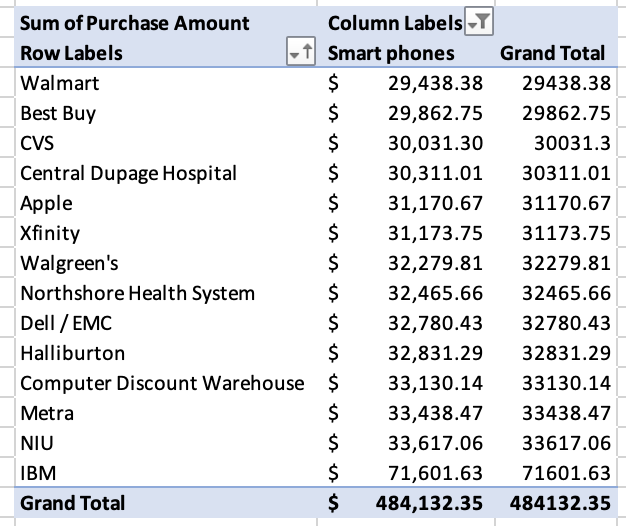 Sum of Purchase Amount Column Labels
Row Labels Smart phones Grand Total
Walmart $ 29,438.38 29438.38
Best Buy $ 29,862.75 29862.75
CVS $ 30,031.30 30031.3
Central Dupage Hospital $ 30,311.01 30311.01
Apple $ 31,170.67 31170.67
Xfinity $ 31,173.75 31173.75
Walgreen's $ 32,279.81 32279.81
Northshore Health System $ 32,465.66 32465.66
Dell / EMC $ 32,780.43 32780.43
Halliburton $ 32,831.29 32831.29
Computer Discount Warehouse $ 33,130.14 33130.14
Metra $ 33,438.47 33438.47
NIU $ 33,617.06 33617.06
IBM $ 71,601.63 71601.63
Grand Total $ 484,132.35 484132.35